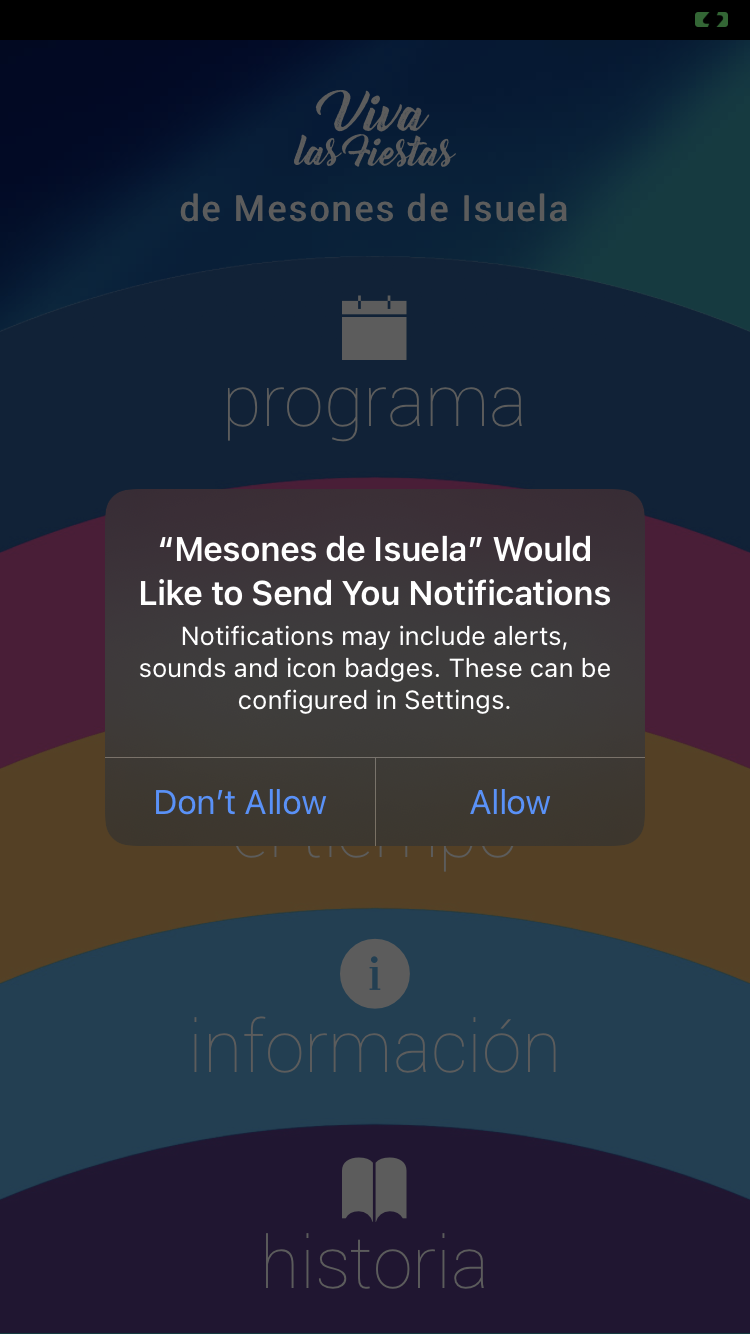 Viva
las Fiestas
de Mesones de Isuela
programa
“Mesones de Isuela” Would
Like to Send You Notifications
Notifications may include alerts,
sounds and icon badges. These can be
configured in Settings.
Don’t Allow
Allow
el tiempo
i
información
historia